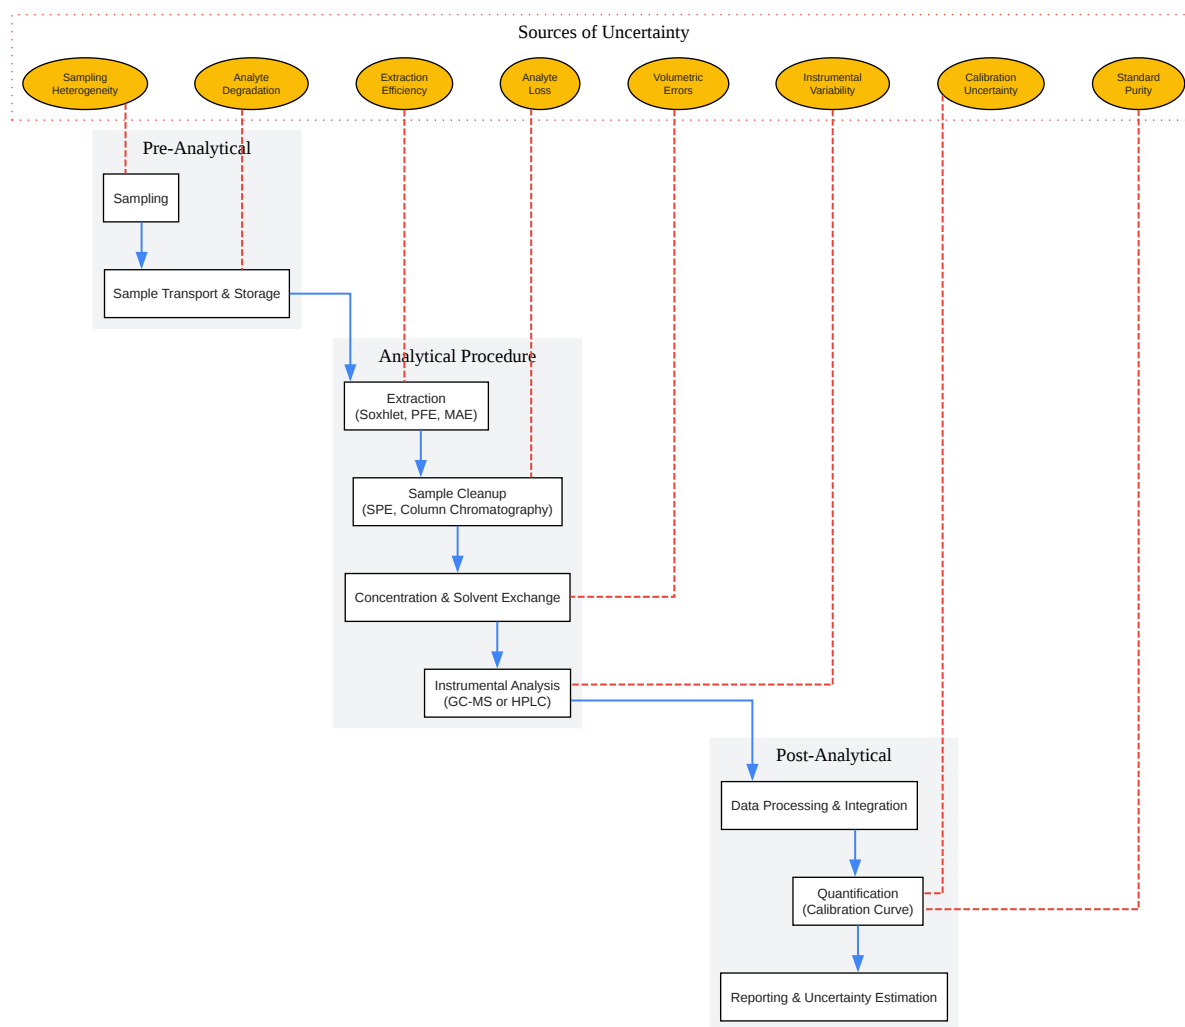 Sources of Uncertainty
Sampling
Heterogeneity
Analyte
Degradation
Extraction
Efficiency
Analyte
Loss
Volumetric
Errors
Instrumental
Variability
Calibration
Uncertainty
Standard
Purity
Pre-Analytical
Sampling
Sample Transport & Storage
Analytical Procedure
Extraction
(Soxhlet, PFE, MAE)
Sample Cleanup
(SPE, Column Chromatography)
Concentration & Solvent Exchange
Instrumental Analysis
(GC-MS or HPLC)
Post-Analytical
Data Processing & Integration
Quantification
(Calibration Curve)
Reporting & Uncertainty Estimation